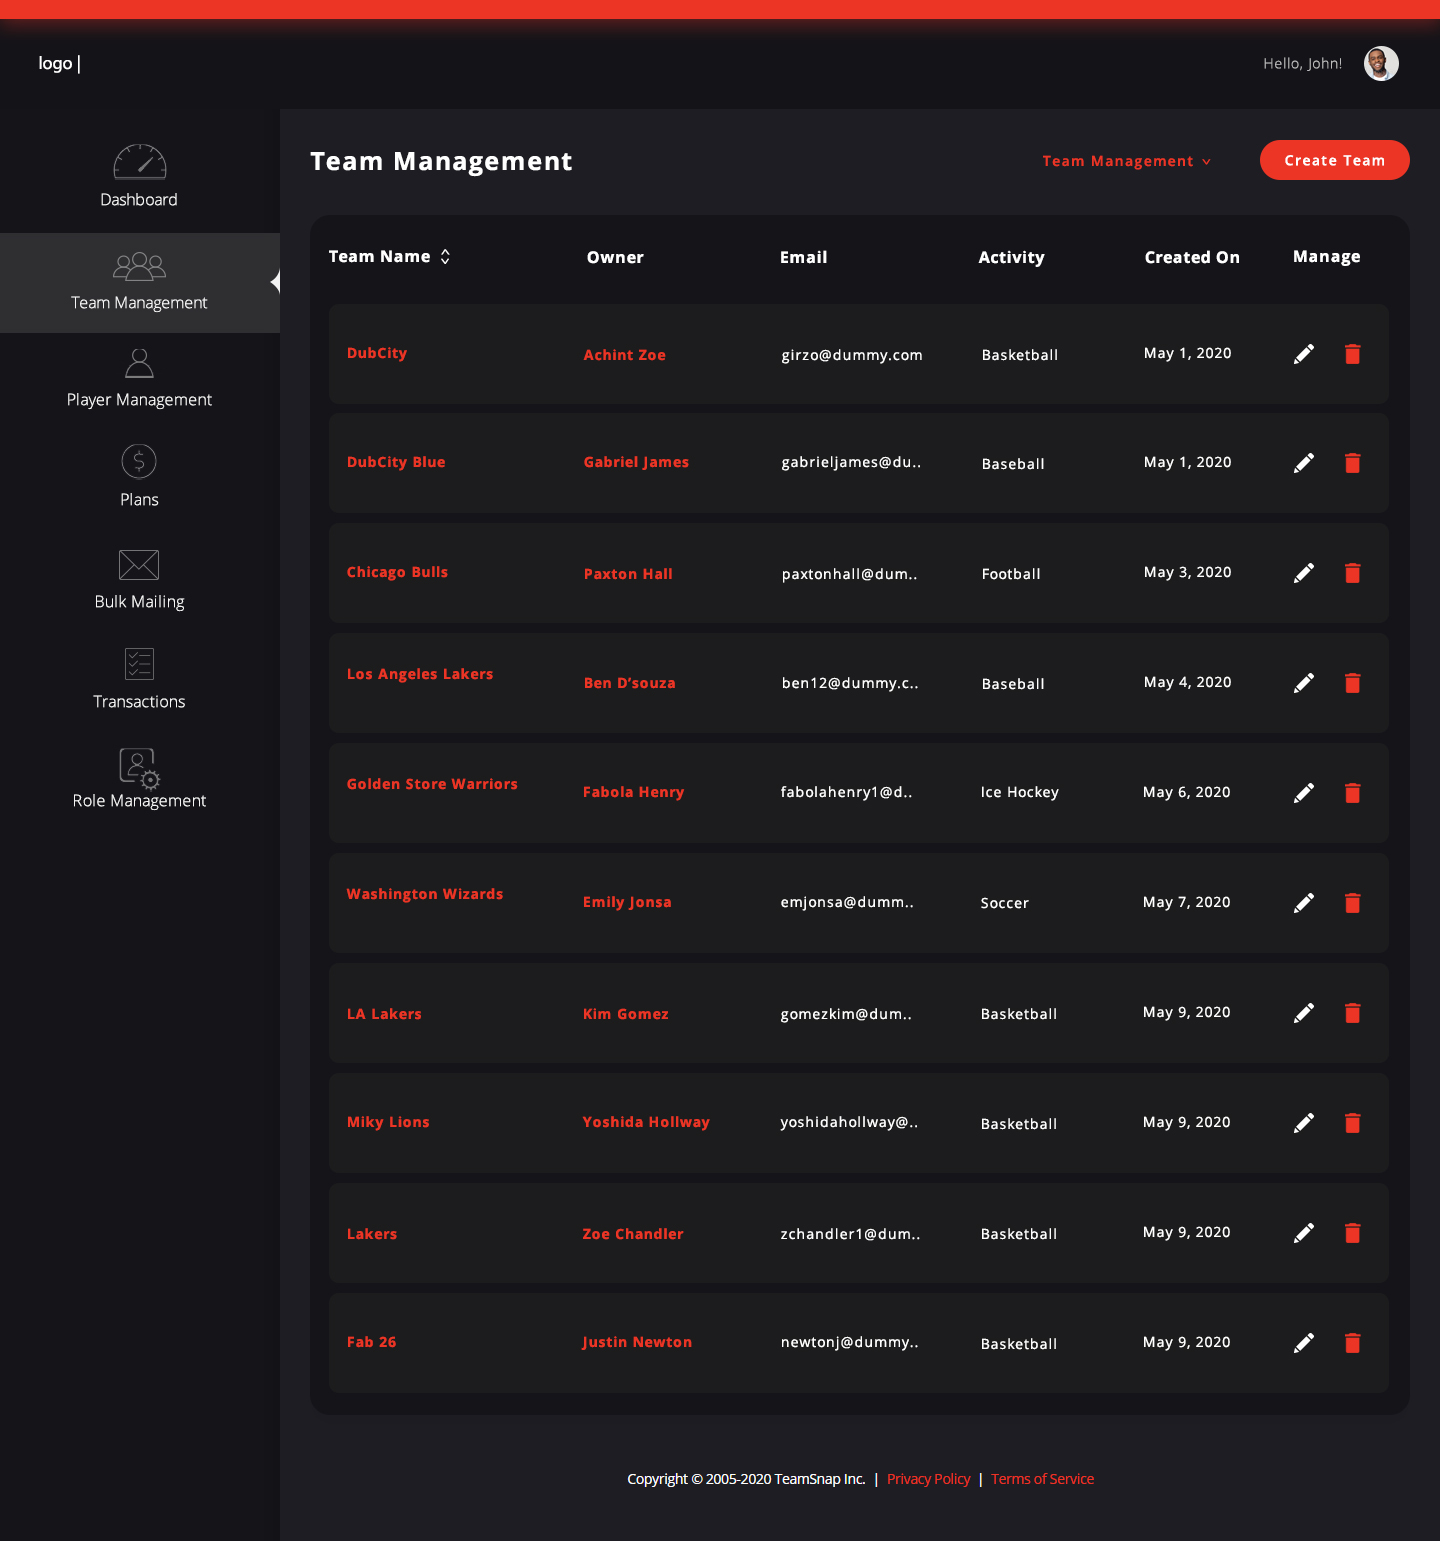 logo |
Hello, John!
Dashboard
Team Management
Player Management
Plans
Bulk Mailing
Transactions
Role Management
Team Management
Team Management
Create Team
Team Name Owner Email Activity Created On Manage
DubCity Achint Zoe girzo@dummy.com Basketball May 1, 2020
DubCity Blue Gabriel James gabrieljames@du.. Baseball May 1, 2020
Chicago Bulls Paxton Hall paxtonhall@dum.. Football May 3, 2020
Los Angeles Lakers Ben D'souza ben12@dummy.c.. Baseball May 4, 2020
Golden Store Warriors Fabola Henry fabolahenry1@d.. Ice Hockey May 6, 2020
Washington Wizards Emily Jonsa emjonsa@dumm.. Soccer May 7, 2020
LA Lakers Kim Gomez gomezkim@dum.. Basketball May 9, 2020
Miky Lions Yoshida Hollway yoshidahollway@.. Basketball May 9, 2020
Lakers Zoe Chandler zchandler1@dum.. Basketball May 9, 2020
Fab 26 Justin Newton newtonj@dummy.. Basketball May 9, 2020
Copyright © 2005-2020 TeamSnap Inc. | Privacy Policy | Terms of Service